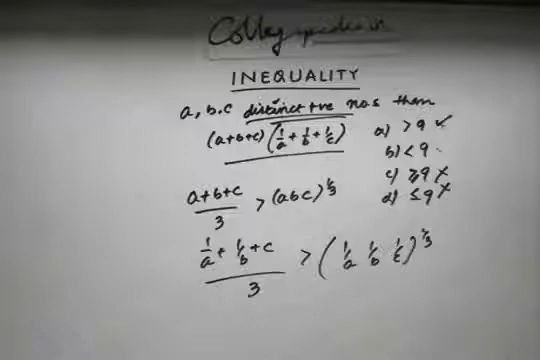 INEQUALITY
a, b, c distinct +ve nos then
(a+b+c) (1/a + 1/b + 1/c)
a) > 9 ✓
b) < 9
c) ≥ 9 ✗
d) ≤ 9 ✗
a+b+c / 3 > (abc)^1/3
1/a + 1/b + c / 3 > (1/a 1/b 1/c)^1/3